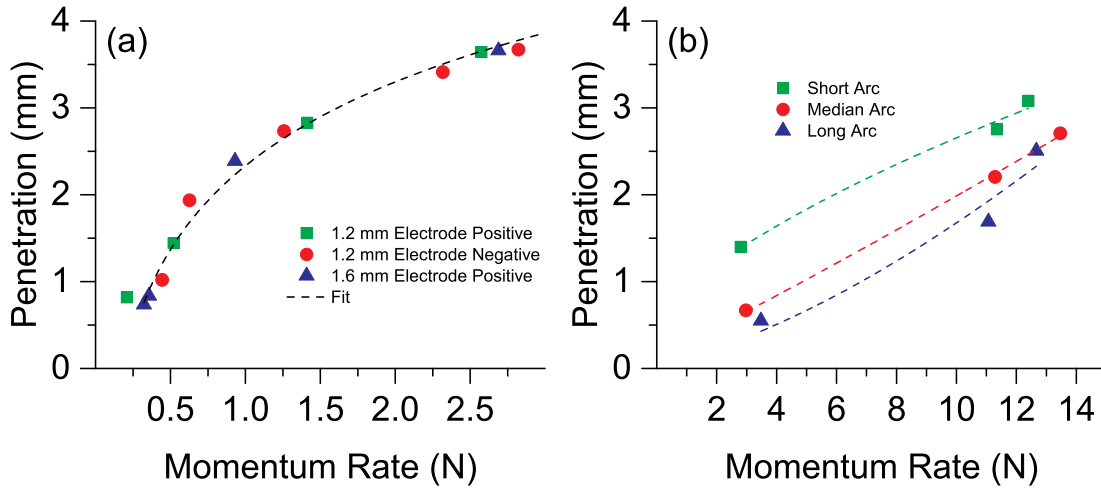 (a)
4
3
2
1
0
Penetration (mm)
1.2 mm Electrode Positive
1.2 mm Electrode Negative
1.6 mm Electrode Positive
Fit
0.5 1.0 1.5 2.0 2.5
Momentum Rate (N)
(b)
4
3
2
1
0
Penetration (mm)
Short Arc
Median Arc
Long Arc
2 4 6 8 10 12 14
Momentum Rate (N)